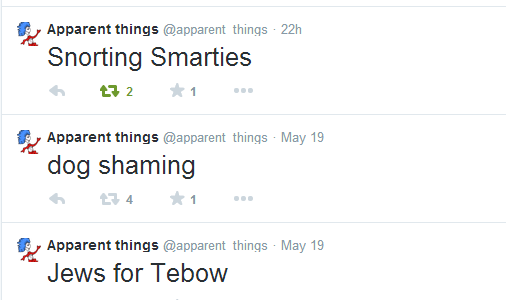 Apparent things @apparent_things · 22h
Snorting Smarties
2 1
Apparent things @apparent_things · May 19
dog shaming
4 1
Apparent things @apparent_things · May 19
Jews for Tebow